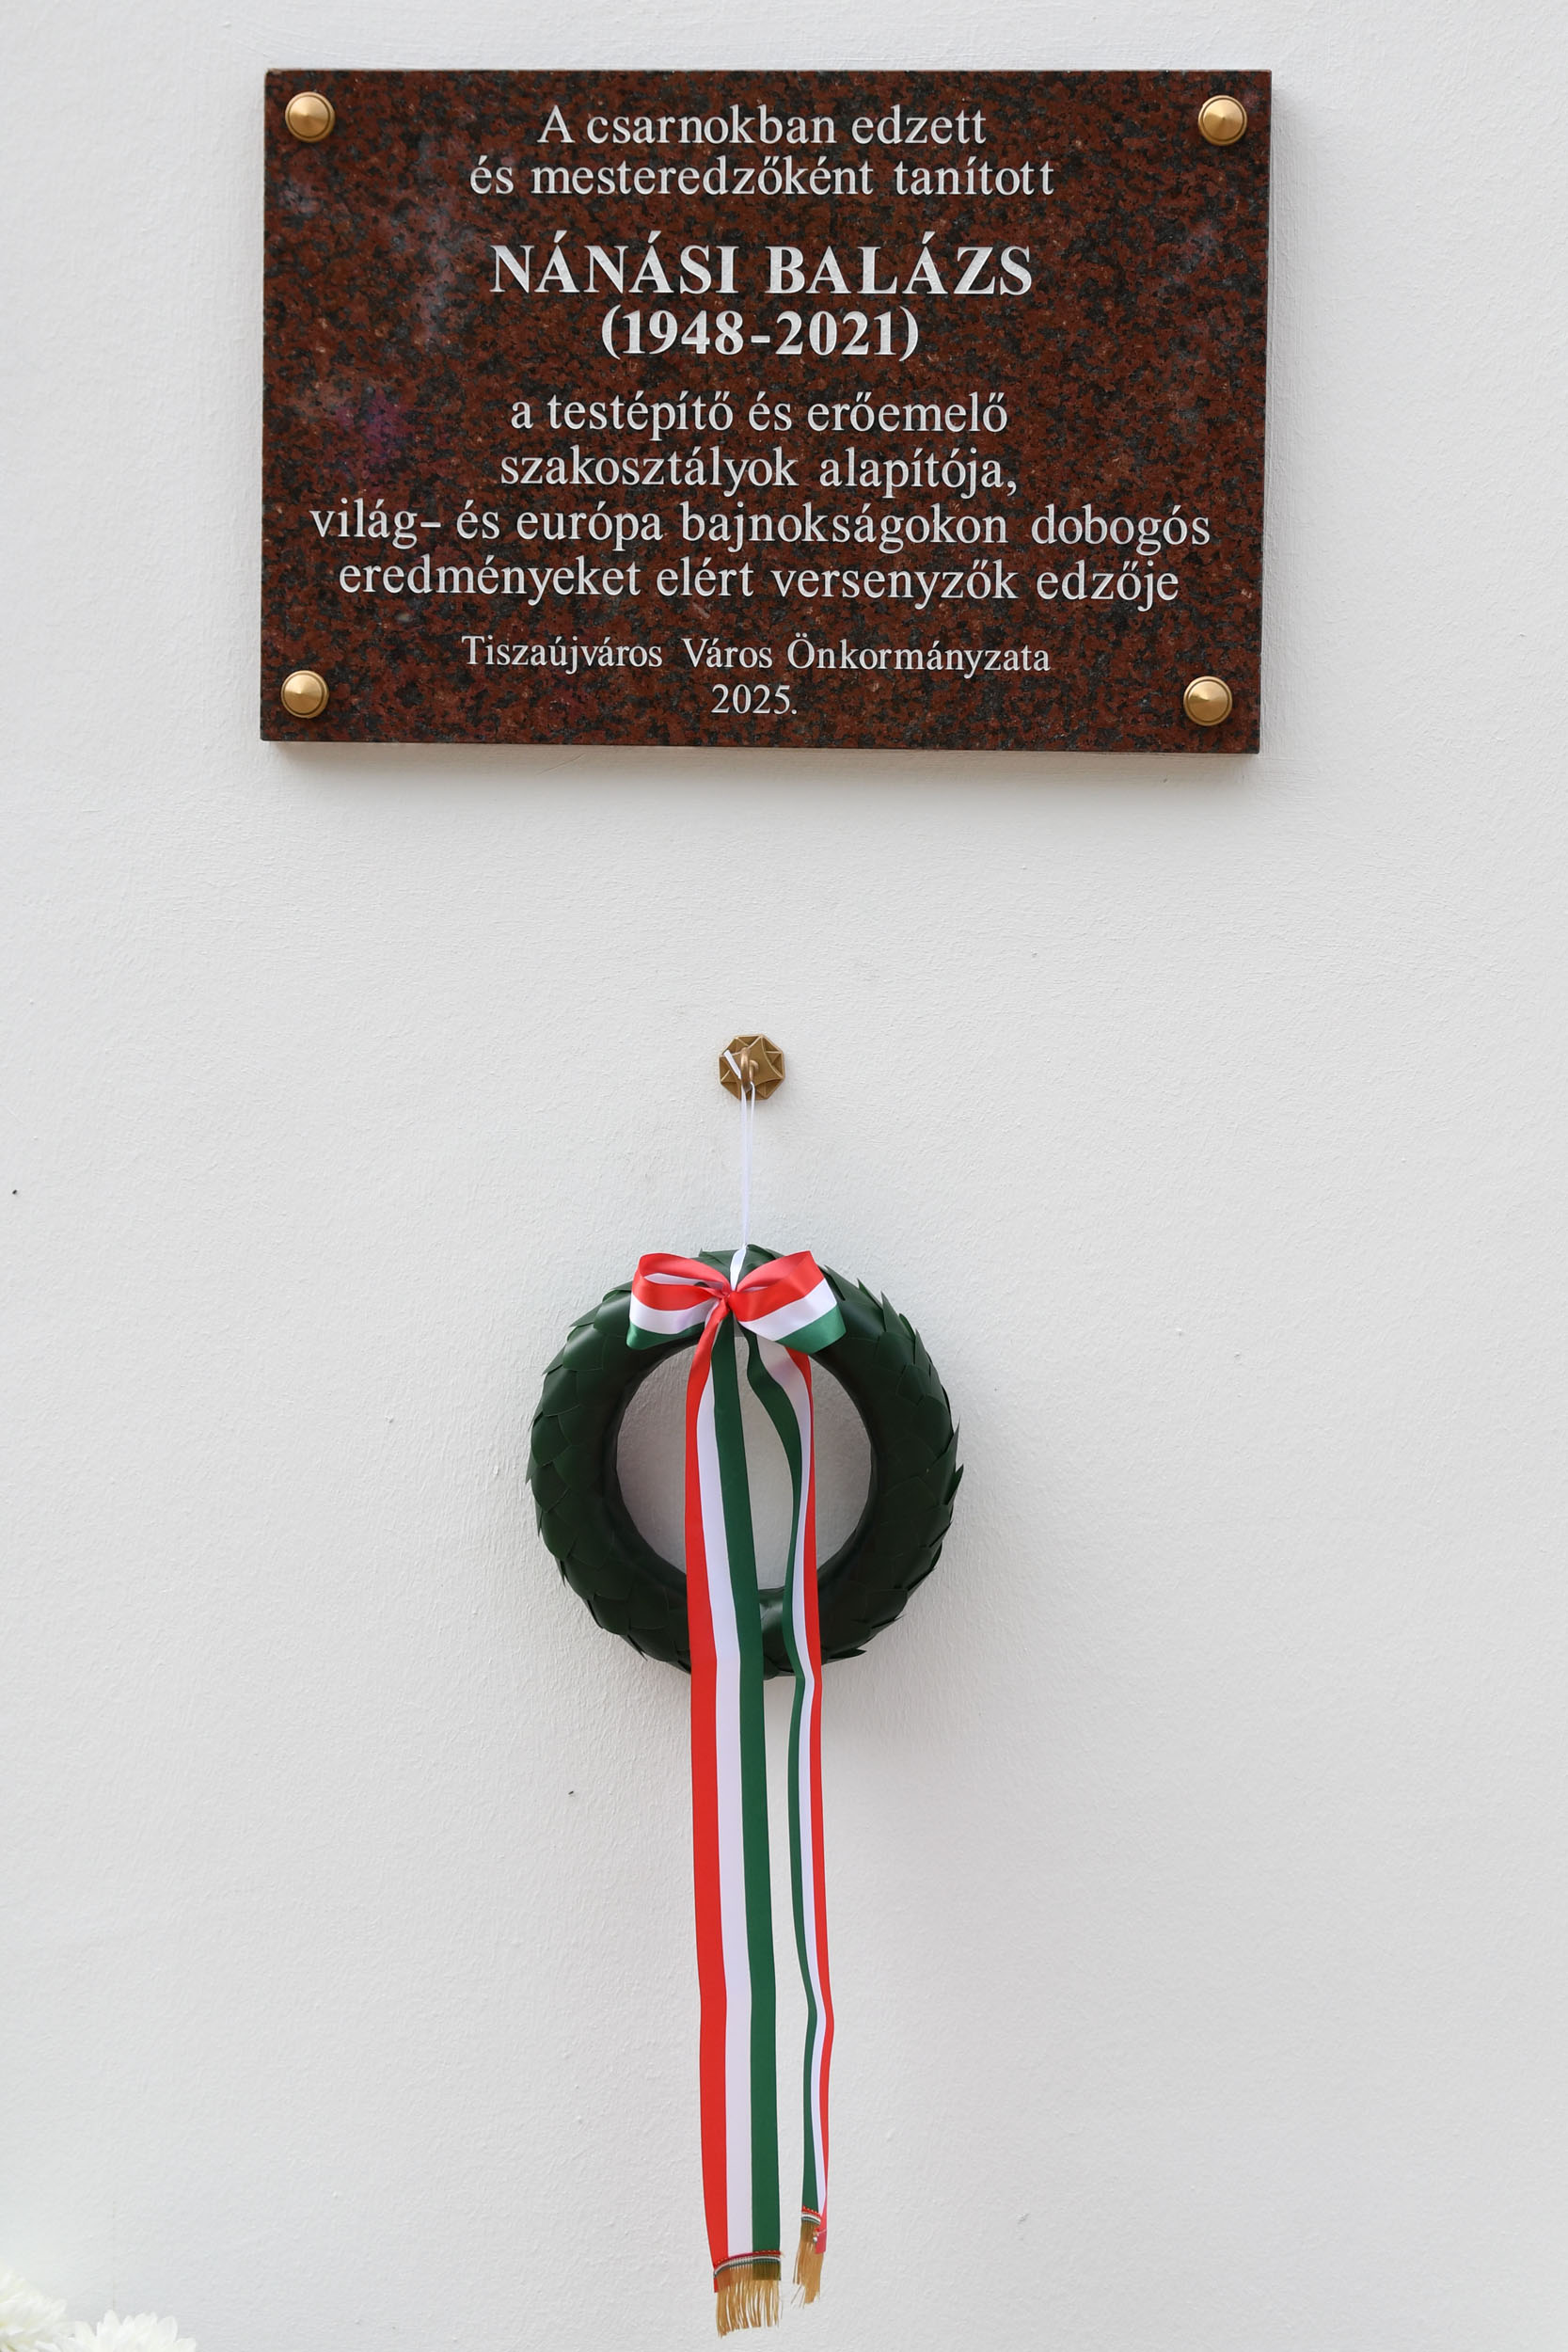 A csarnokban edzett
és mesteredzőként tanított
NÁNÁSI BALÁZS
(1948-2021)
a testépítő és erőemelő
szakosztályok alapítója,
világ- és európa bajnokságokon dobogós
eredményeket elért versenyzők edzője
Tiszaújváros Város Önkormányzata
2025.